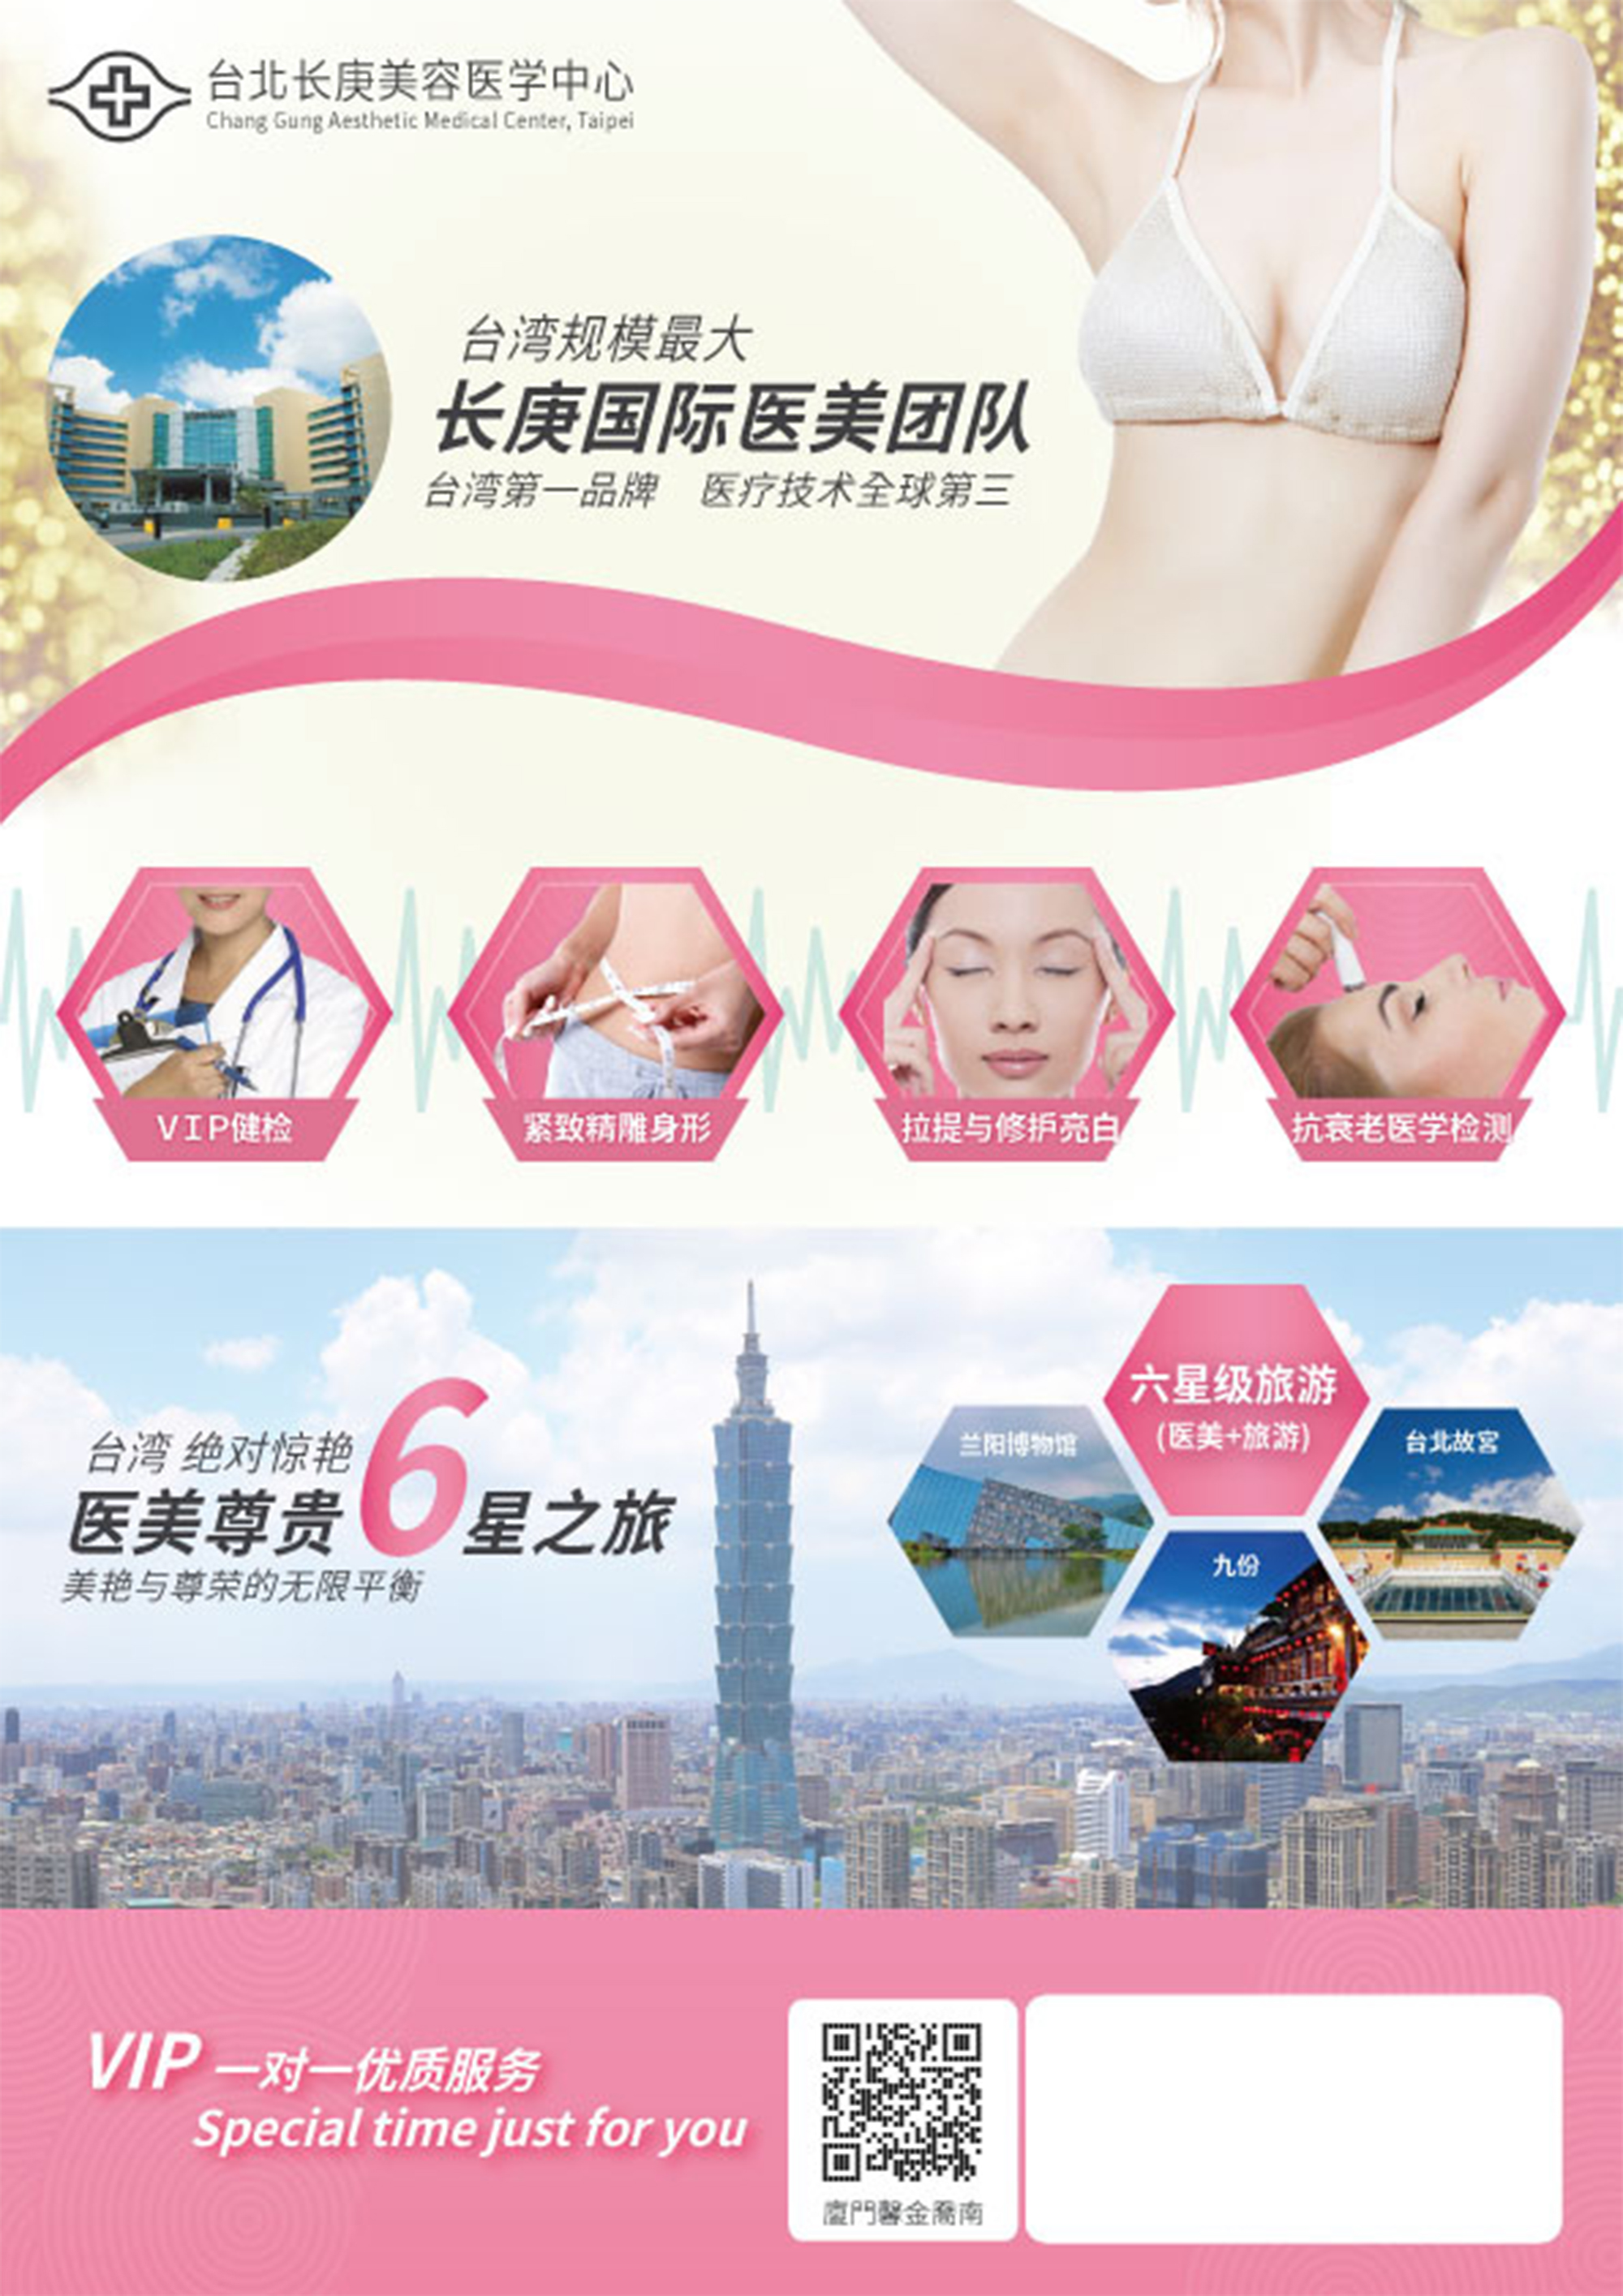 台北长庚美容医学中心
Chang Gung Aesthetic Medical Center, Taipei
台湾规模最大
长庚国际医美团队
台湾第一品牌 医疗技术全球第三
VIP健检
紧致精雕身形
拉提与修护亮白
抗衰老医学检测
台湾 绝对惊艳
医美尊贵6星之旅
美艳与尊荣的无限平衡
六星级旅游
(医美+旅游)
兰阳博物馆
台北故宫
九份
VIP 一对一优质服务
Special time just for you
廈門馨金喬南